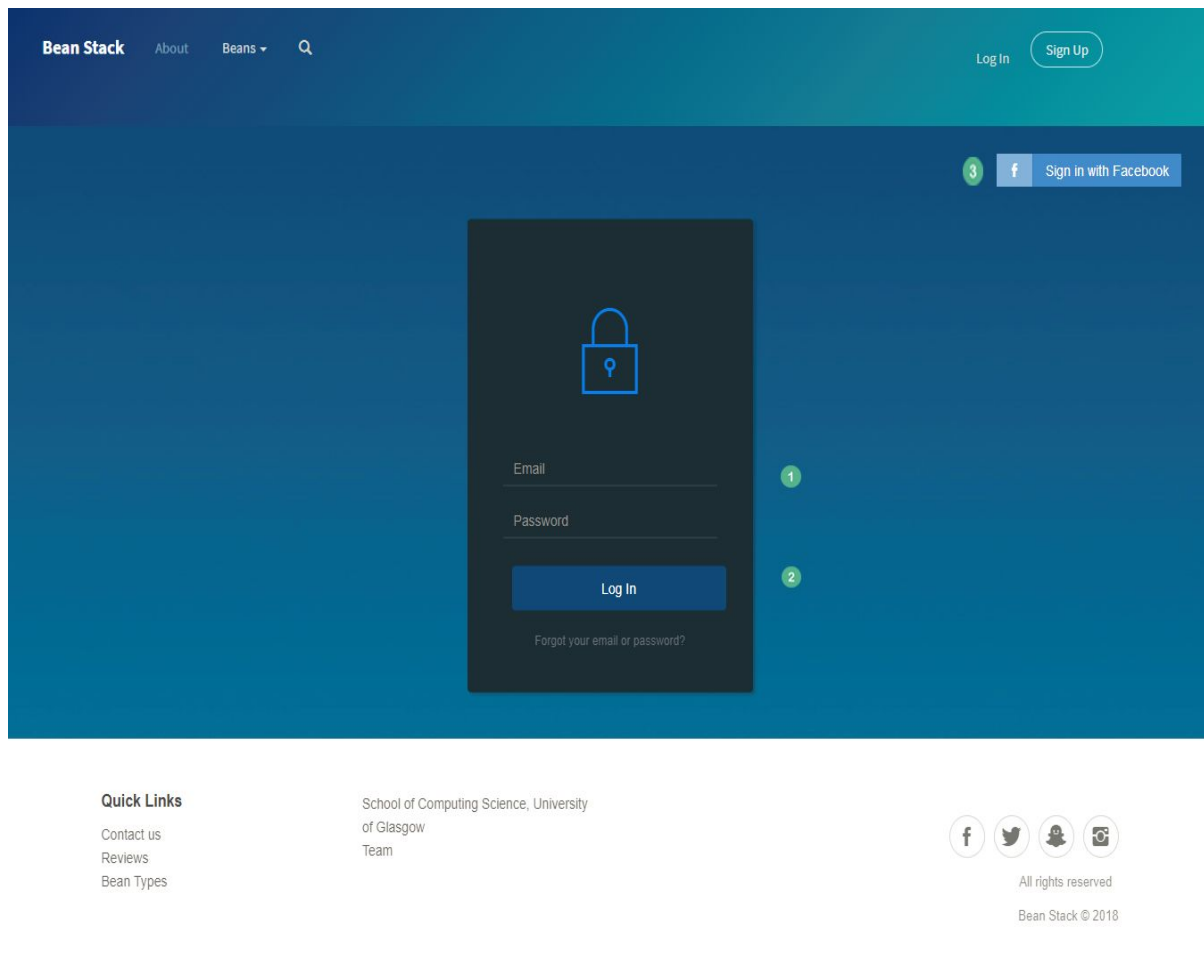 Bean Stack About Beans Log In Sign Up
3 f Sign in with Facebook
Email
1
Password
Log In
2
Forgot your email or password?
Quick Links
Contact us
Reviews
Bean Types
School of Computing Science, University
of Glasgow
Team
f
All rights reserved
Bean Stack © 2018